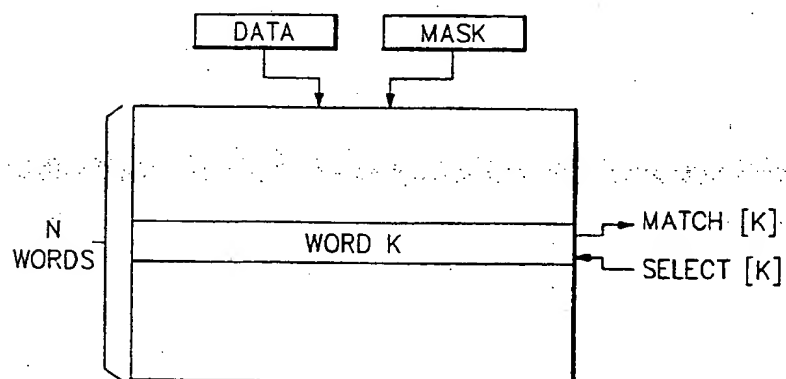 DATA
MASK
N
WORDS
WORD K
MATCH [K]
SELECT [K]